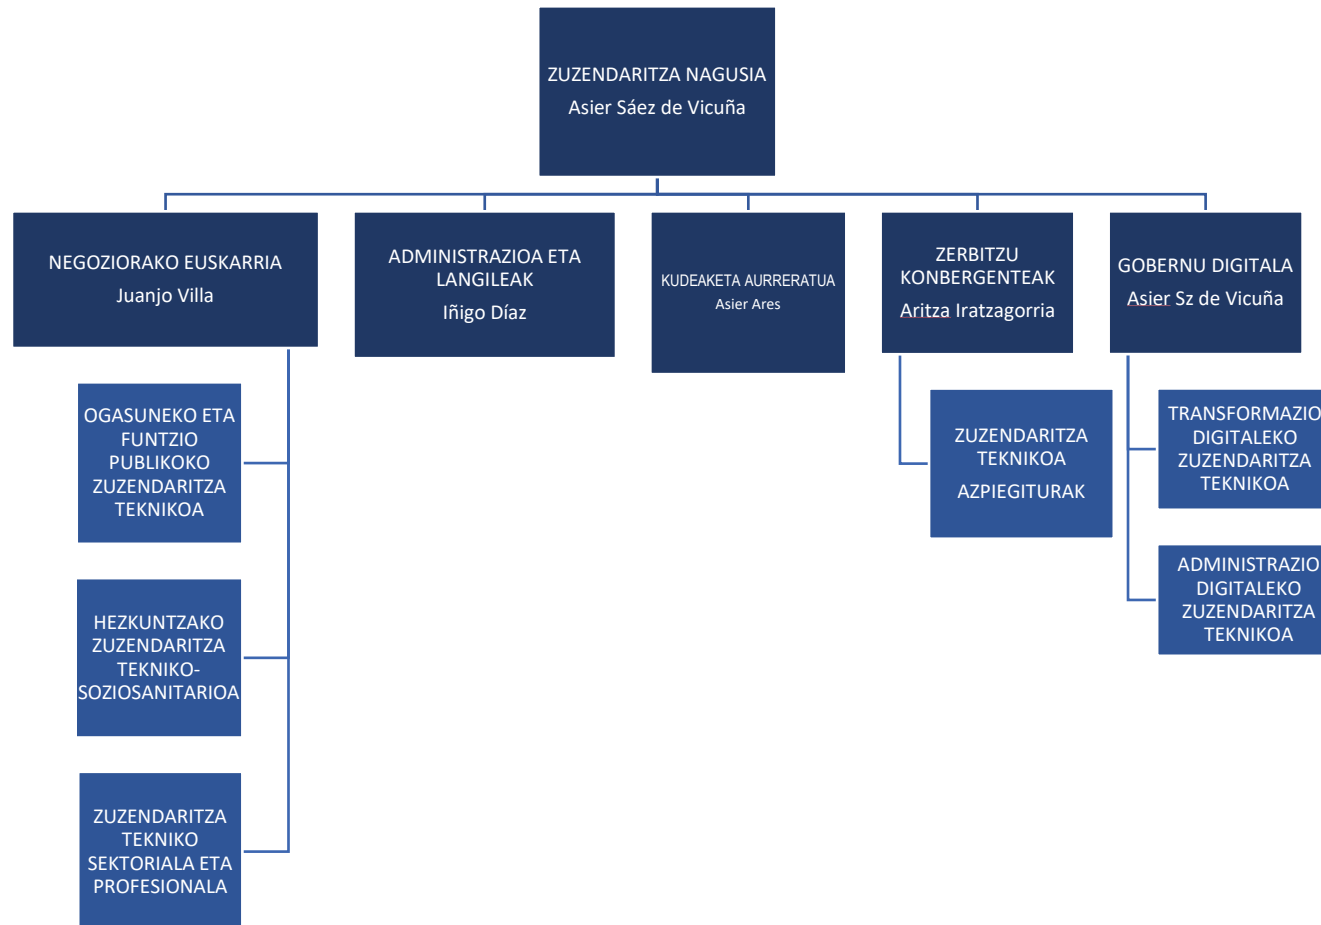 ZUZENDARITZA NAGUSIA
Asier Sáez de Vicuña
NEGOZIORAKO EUSKARRIA
Juanjo Villa
ADMINISTRAZIOA ETA
LANGILEAK
Iñigo Díaz
KUDEAKETA AURRERATUA
Asier Ares
ZERBITZU
KONBERGENTEAK
Aritza Iratzagorria
GOBERNU DIGITALA
Asier Sz de Vicuña
OGASUNEKO ETA
FUNTZIO
PUBLIKOKO
ZUZENDARITZA
TEKNIKOA
HEZKUNTZAKO
ZUZENDARITZA
TEKNIKO-
SOZIOSANITARIOA
ZUZENDARITZA
TEKNIKO
SEKTORIALA ETA
PROFESIONALA
ZUZENDARITZA
TEKNIKOA
AZPIEGITURAK
TRANSFORMAZIO
DIGITALEKO
ZUZENDARITZA
TEKNIKOA
ADMINISTRAZIO
DIGITALEKO
ZUZENDARITZA
TEKNIKOA